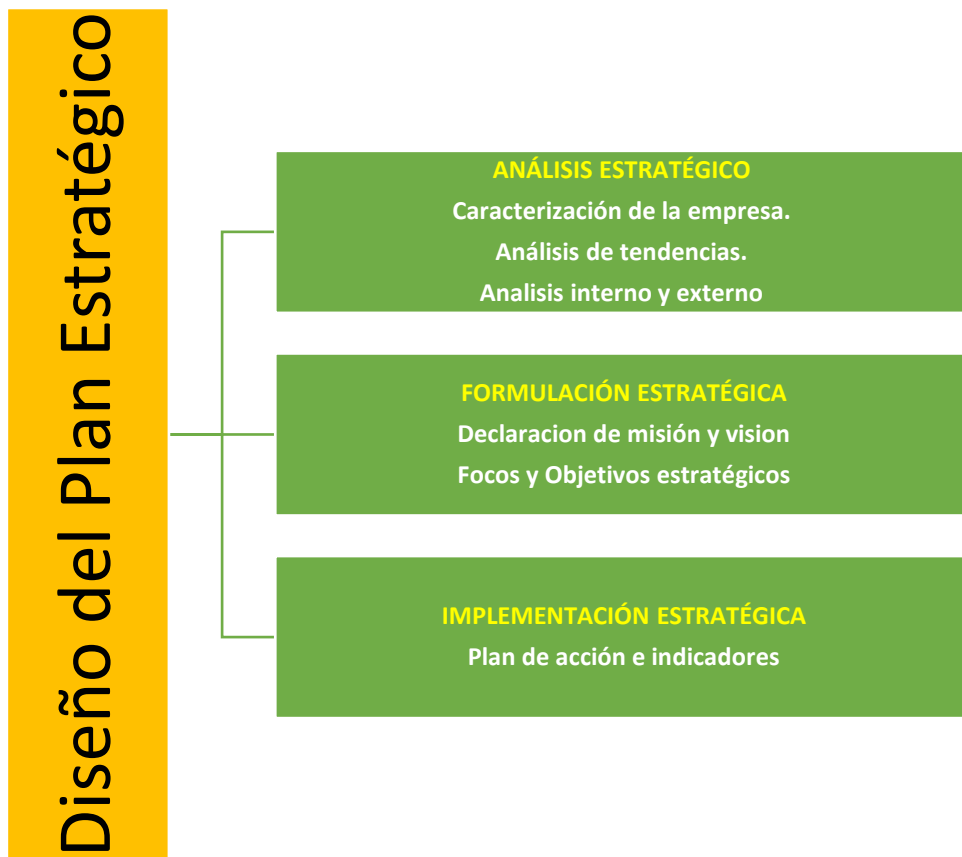 Diseño del Plan Estratégico
ANÁLISIS ESTRATÉGICO
Caracterización de la empresa.
Análisis de tendencias.
Analisis interno y externo
FORMULACIÓN ESTRATÉGICA
Declaracion de misión y vision
Focos y Objetivos estratégicos
IMPLEMENTACIÓN ESTRATÉGICA
Plan de acción e indicadores